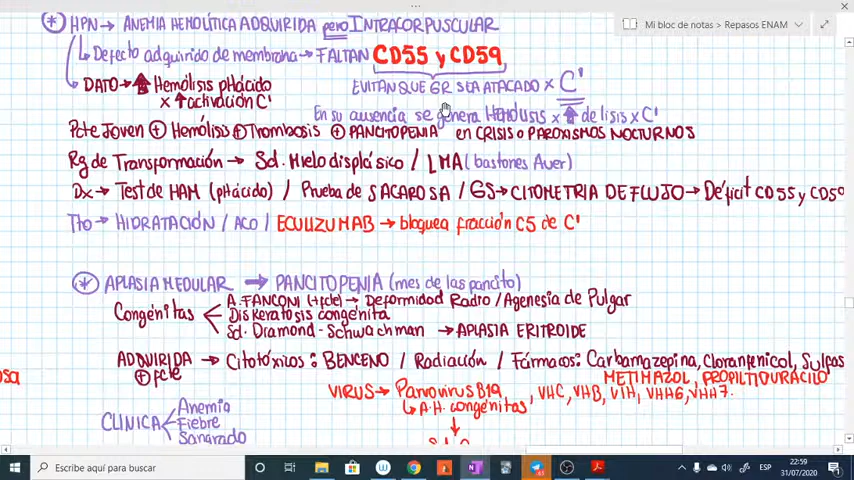 * HPN → ANEMIA HEMOLÍTICA ADQUIRIDA pero INTRACORPUSCULAR
Mi bloc de notas » Repasos ENAM
Defecto adquirido de membrana → FALTAN CD55 y CD59
DATO → ↑ Hemólisis pHácido
x ↑ activación C'
EVITAN QUE GR SEA ATACADO x C'
En su ausencia se genera Hemólisis x ↑ de lisis x C'
Pcte Joven ⊕ Hemólisis ⊕ Trombosis ⊕ PANCITOPENIA en CRISIS o PAROXISMOS NOCTURNOS
Rg de Transformación → Sd. Mielodisplásico / LMA (bastones Auer)
Dx → Test de HAM (pHácido) / Prueba de SACAROSA / GS → CITOMETRIA DE FLUJO → Déficit CD55 y CD59
Tto → HIDRATACIÓN / ACO / ECULIZUMAB → bloquea fracción C5 de C'
* APLASIA MEDULAR → PANCITOPENIA (mes de las pancito)
Congénitas
A. FANCONI (+fcte) → Deformidad Radio / Agenesia de Pulgar
Diskeratosis congénita
Sd. Diamond-Schwachman → APLASIA ERITROIDE
ADQUIRIDA → Citotóxicos: BENCENO / Radiación / Fármacos: Carbamazepina, Cloranfenicol, Sulfas
⊕ fcte
METIMAZOL, PROPILTIOURACILO
osa
VIRUS → Parvovirus B19, VHC, VHB, VIH, VHH6, VHH7.
↳ A.H. congénitas
CLINICA
Anemia
Fiebre
Sangrado
Escribe aquí para buscar
ESP
22:59
31/07/2020